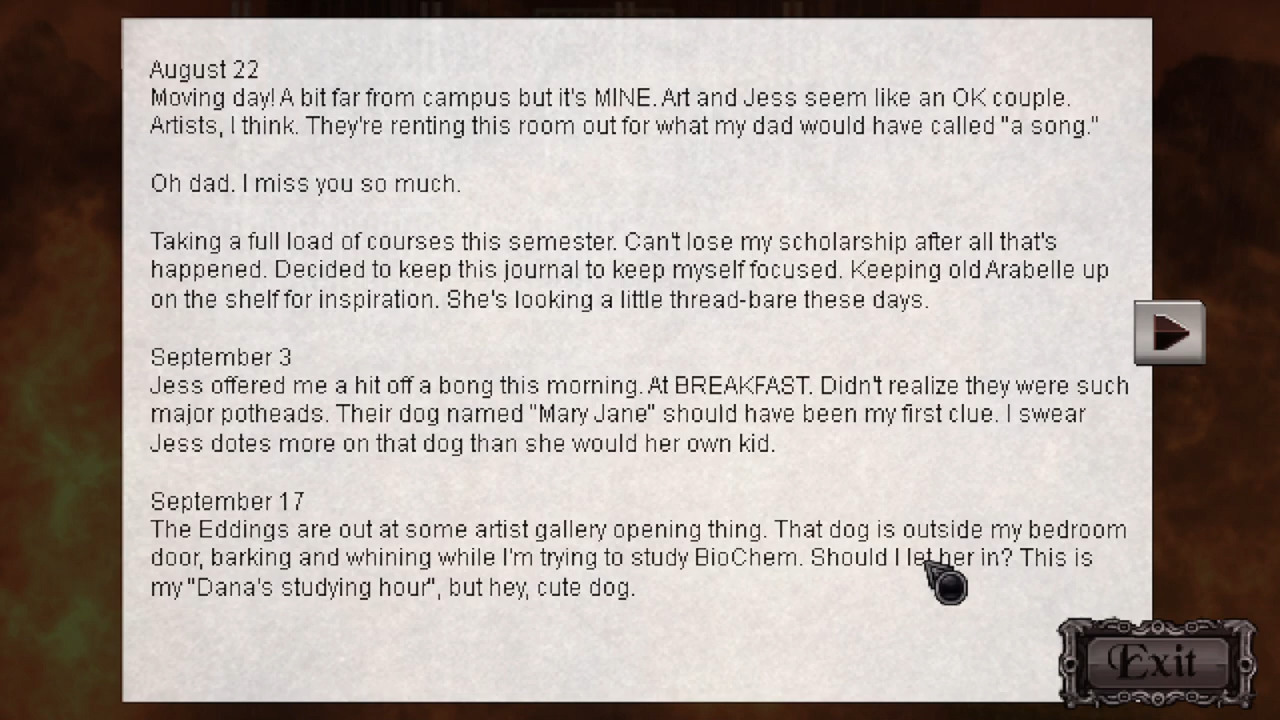 August 22
Moving day! A bit far from campus but it's MINE. Art and Jess seem like an OK couple.
Artists, I think. They're renting this room out for what my dad would have called "a song."
Oh dad. I miss you so much.
Taking a full load of courses this semester. Can't lose my scholarship after all that's
happened. Decided to keep this journal to keep myself focused. Keeping old Arabelle up
on the shelf for inspiration. She's looking a little thread-bare these days.
September 3
Jess offered me a hit off a bong this morning. At BREAKFAST. Didn't realize they were such
major potheads. Their dog named "Mary Jane" should have been my first clue. I swear
Jess dotes more on that dog than she would her own kid.
September 17
The Eddings are out at some artist gallery opening thing. That dog is outside my bedroom
door, barking and whining while I'm trying to study BioChem. Should I let her in? This is
my "Dana's studying hour", but hey, cute dog.
Exit